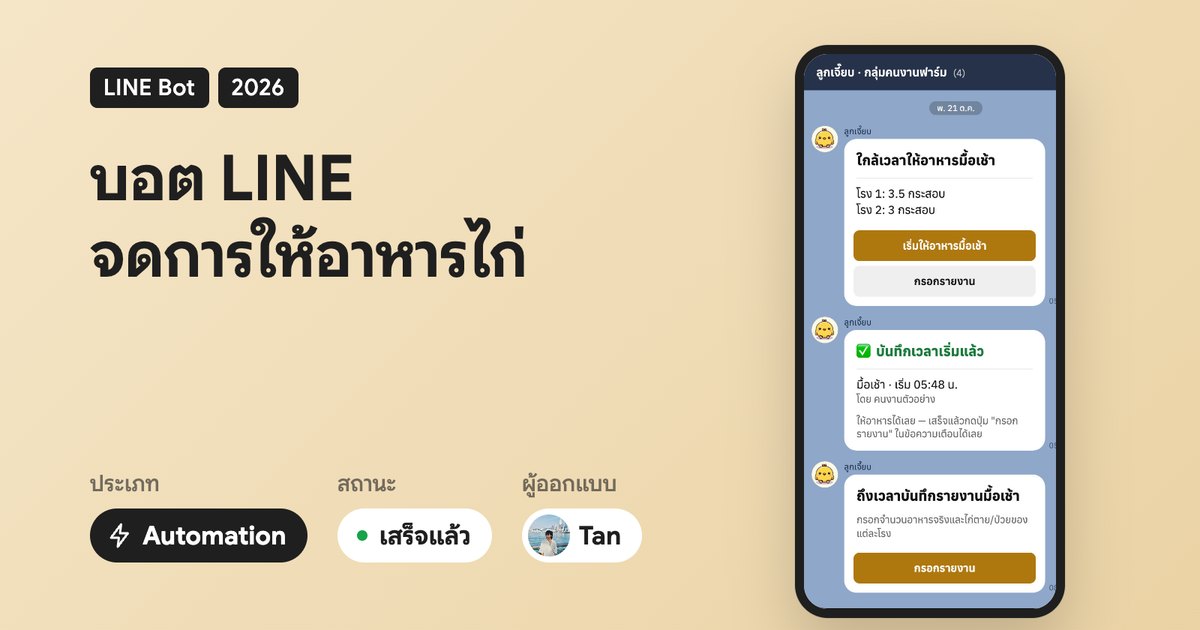 LINE Bot 2026
บอต LINE
จดการให้อาหารไก่
ประเภท
Automation
สถานะ
เสร็จแล้ว
ผู้ออกแบบ
Tan
ลูกเจี๊ยบ · กลุ่มคนงานฟาร์ม (4)
พ. 21 ต.ค.
ลูกเจี๊ยบ
ใกล้เวลาให้อาหารมื้อเช้า
โรง 1: 3.5 กระสอบ
โรง 2: 3 กระสอบ
เริ่มให้อาหารมื้อเช้า
กรอกรายงาน
ลูกเจี๊ยบ
✅ บันทึกเวลาเริ่มแล้ว
มื้อเช้า · เริ่ม 05:48 น.
โดย คนงานตัวอย่าง
ให้อาหารได้เลย — เสร็จแล้วกดปุ่ม "กรอก
รายงาน" ในข้อความเตือนได้เลย
ลูกเจี๊ยบ
ถึงเวลาบันทึกรายงานมื้อเช้า
กรอกจำนวนอาหารจริงและไก่ตาย/ป่วยของ
แต่ละโรง
กรอกรายงาน